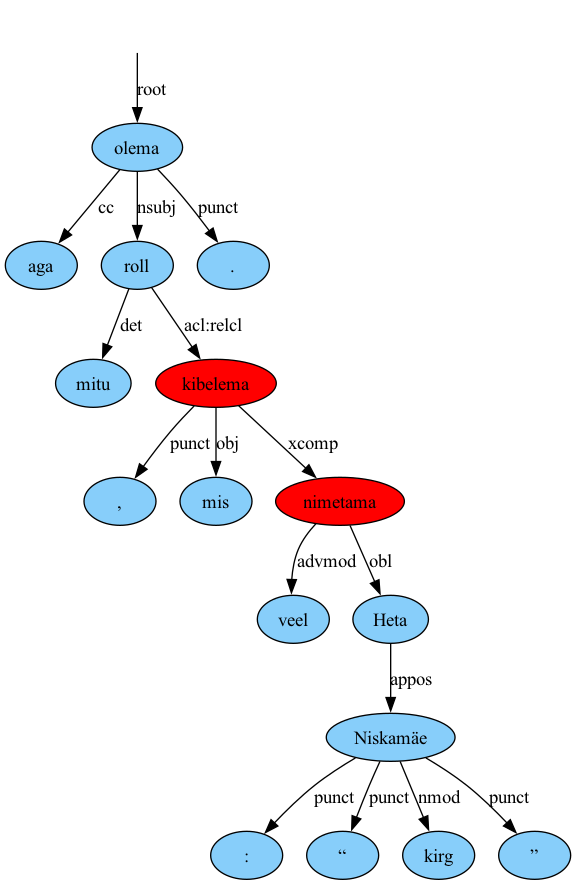 root
olema
cc nsubj punct
aga roll .
det acl:relcl
mitu kibelema
punct obj xcomp
, mis nimetama
advmod obl
veel Heta
appos
Niskamäe
punct punct nmod punct
: “ kirg ”